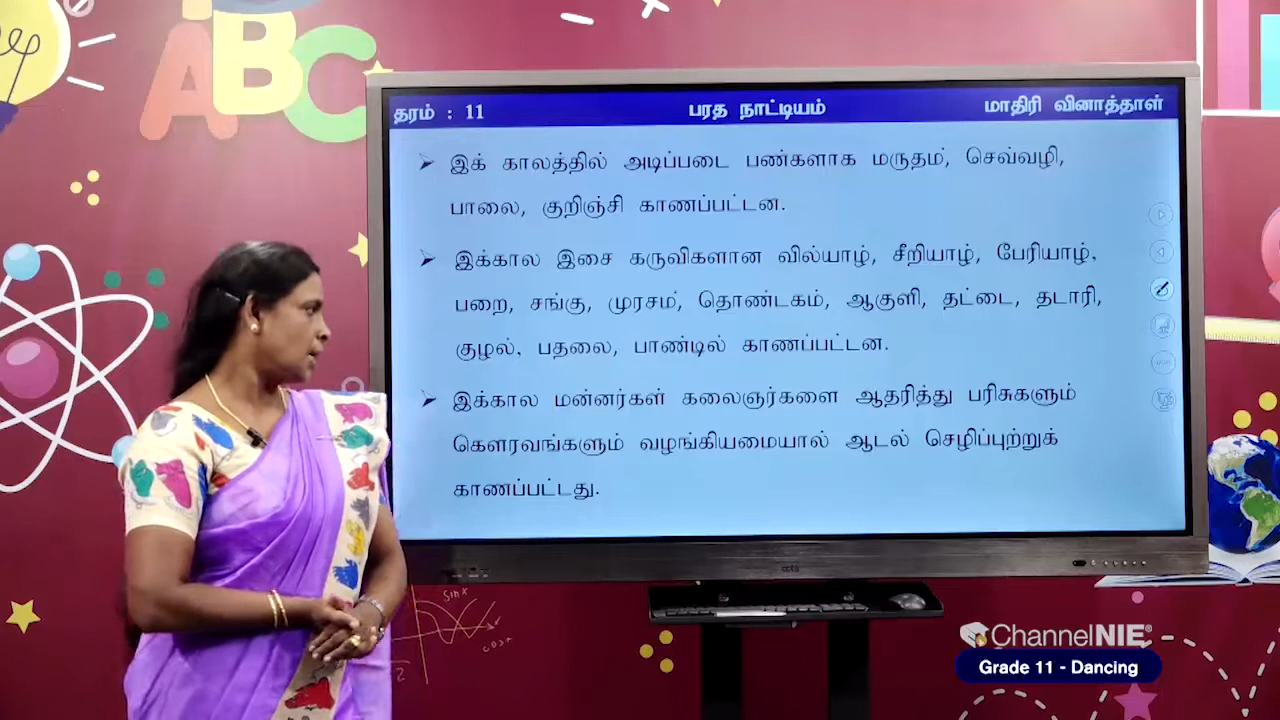 ABC
தரம் : 11
பரத நாட்டியம்
மாதிரி வினாத்தாள்
இக் காலத்தில் அடிப்படை பண்களாக மருதம், செவ்வழி,
பாலை, குறிஞ்சி காணப்பட்டன.
இக்கால இசை கருவிகளான வில்யாழ், சீறியாழ், பேரியாழ்,
பறை, சங்கு, முரசம், தொண்டகம், ஆகுளி, தட்டை, தடாரி,
குழல், பதலை, பாண்டில் காணப்பட்டன.
இக்கால மன்னர்கள் கலைஞர்களை ஆதரித்து பரிசுகளும்
கௌரவங்களும் வழங்கியமையால் ஆடல் செழிப்புற்றுக்
காணப்பட்டது.
sin x
cos x
ChannelNIE
Grade 11 - Dancing